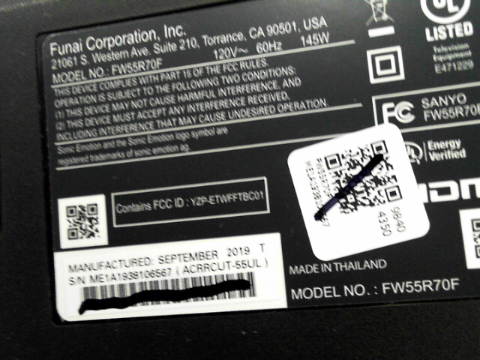 Funai Corporation, Inc.
21061 S. Western Ave. Suite 210, Torrance, CA 90501, USA
MODEL NO.: FW55R70F 120V~ 60Hz 145W
THIS DEVICE COMPLIES WITH PART 15 OF THE FCC RULES.
OPERATION IS SUBJECT TO THE FOLLOWING TWO CONDITIONS:
(1) THIS DEVICE MAY NOT CAUSE HARMFUL INTERFERENCE, AND
(2) THIS DEVICE MUST ACCEPT ANY INTERFERENCE RECEIVED,
INCLUDING INTERFERENCE THAT MAY CAUSE UNDESIRED OPERATION.
Sonic Emotion and the Sonic Emotion logo symbol are
registered trademarks of sonic emotion ag.
UL
LISTED
Television
Equipment
E471229
FC SANYO
FW55R70F
UL Energy
Verified
HDMI
Contains FCC ID : YZP-ETWFFTBC01
9840
4350
MANUFACTURED: SEPTEMBER 2019 T
S/N ME1A1938106567 ( ACRRCUT-55UL)
MADE IN THAILAND
MODEL NO. : FW55R70F